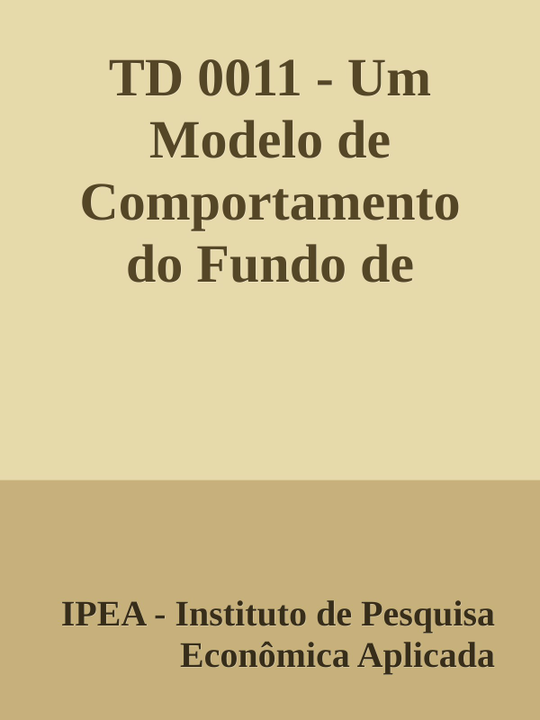 TD 0011 - Um
Modelo de
Comportamento
do Fundo de
IPEA - Instituto de Pesquisa
Econômica Aplicada